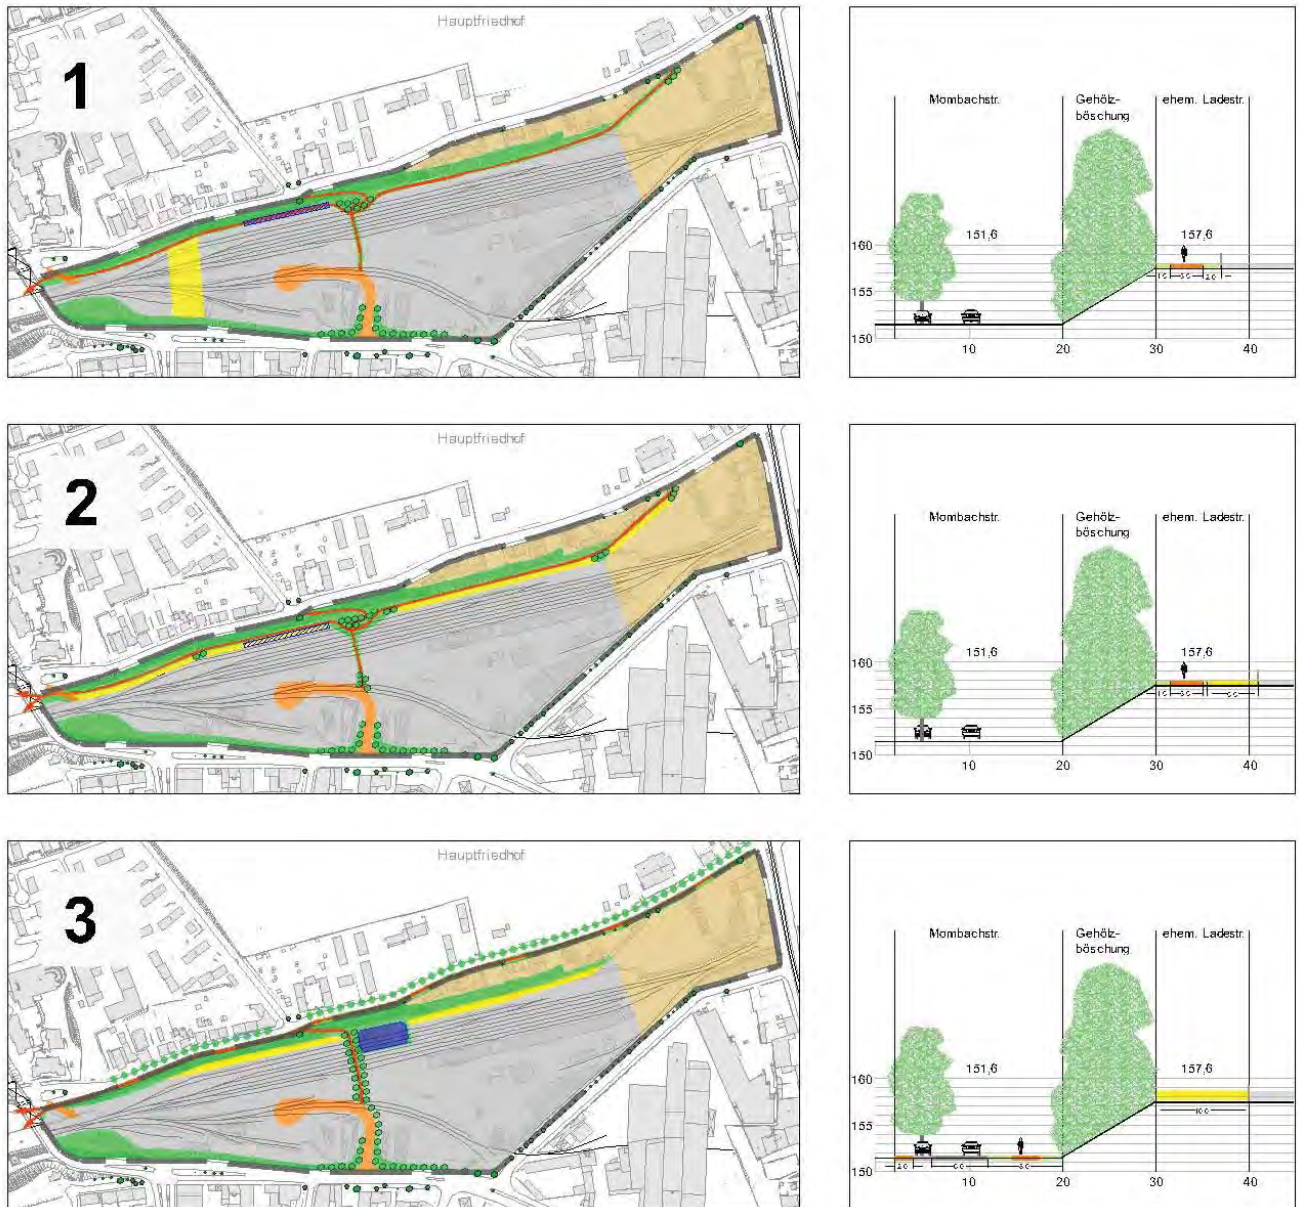 1
Hauptfriedhof
Mombachstr.
Gehölz-
böschung
ehem. Ladestr.
151,6
157,6
160
155
150
10
20
30
40
2
Hauptfriedhof
Mombachstr.
Gehölz-
böschung
ehem. Ladestr.
151,6
157,6
160
155
150
10
20
30
40
3
Hauptfriedhof
Mombachstr.
Gehölz-
böschung
ehem. Ladestr.
151,6
157,6
160
155
150
10
20
30
40